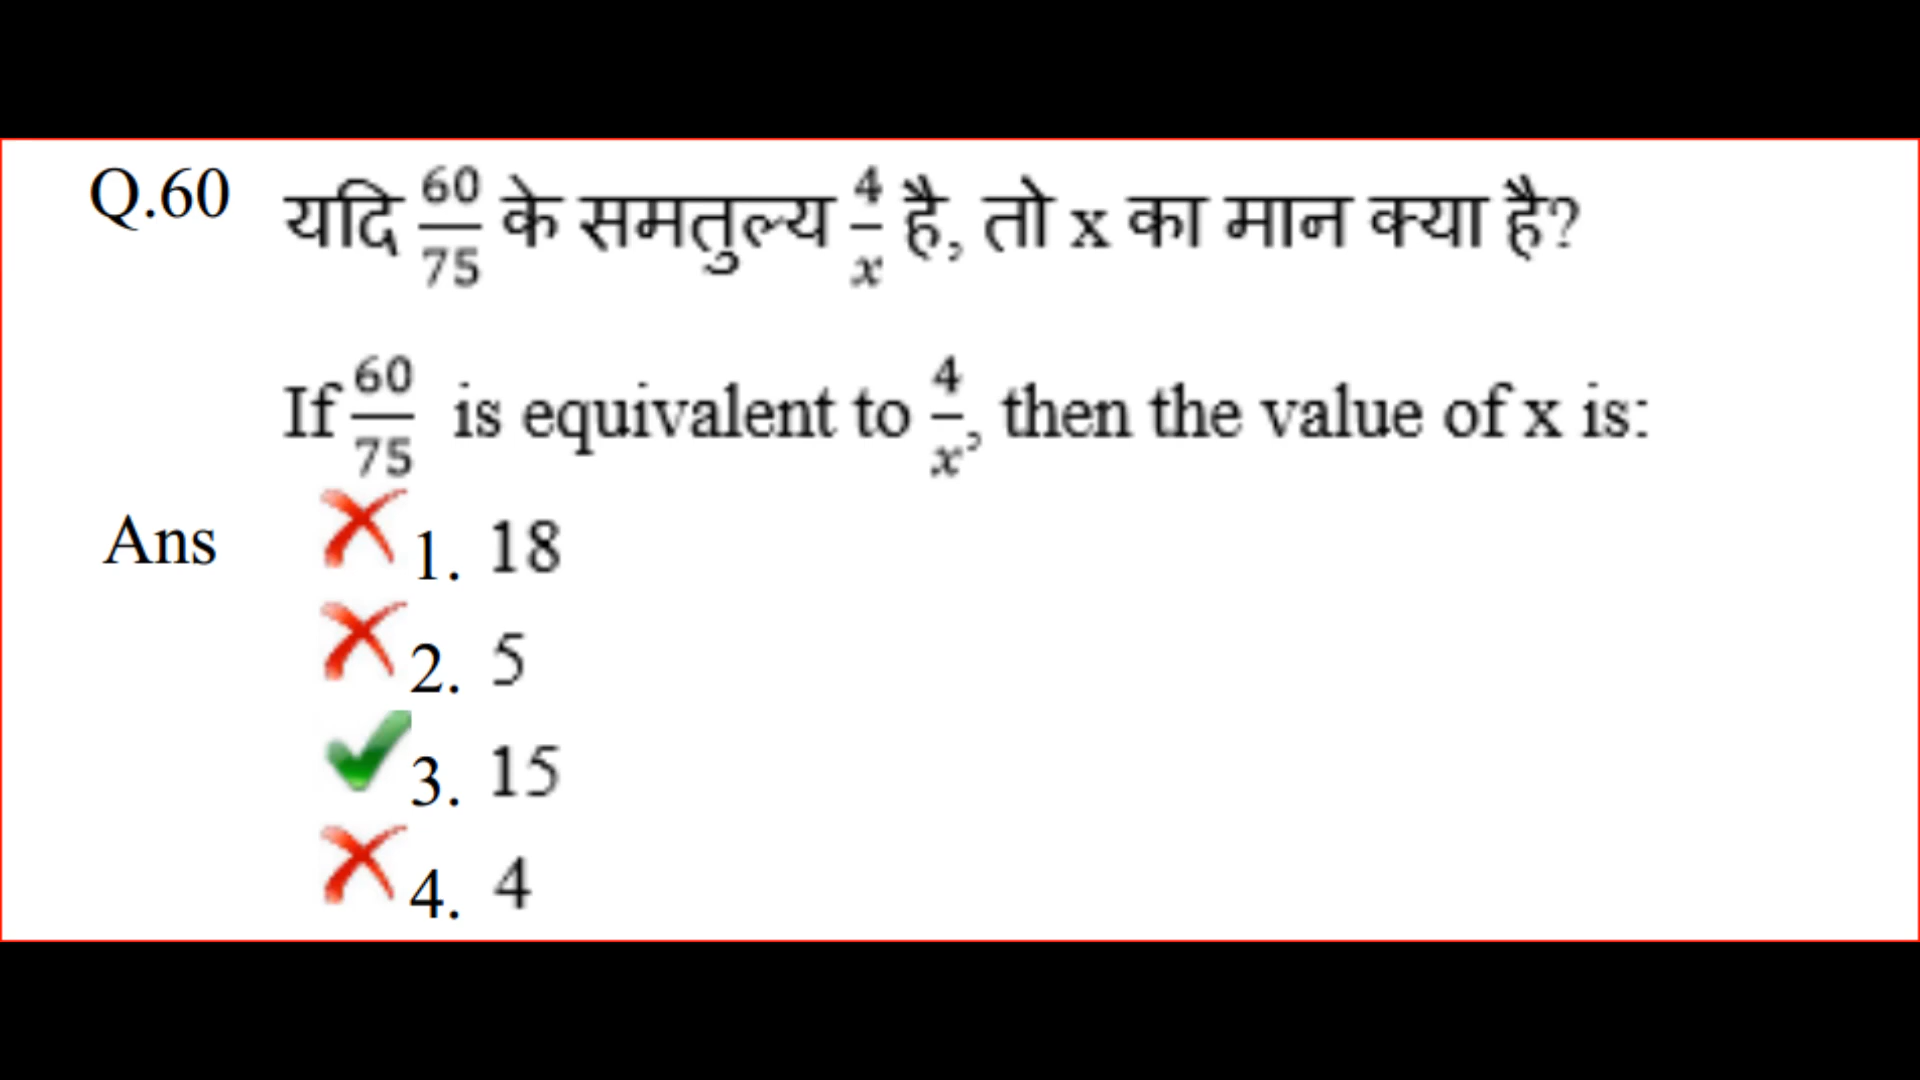 Q.60 यदि 60/75 के समतुल्य 4/x है, तो x का मान क्या है?
If 60/75 is equivalent to 4/x, then the value of x is:
Ans 1. 18
2. 5
3. 15
4. 4